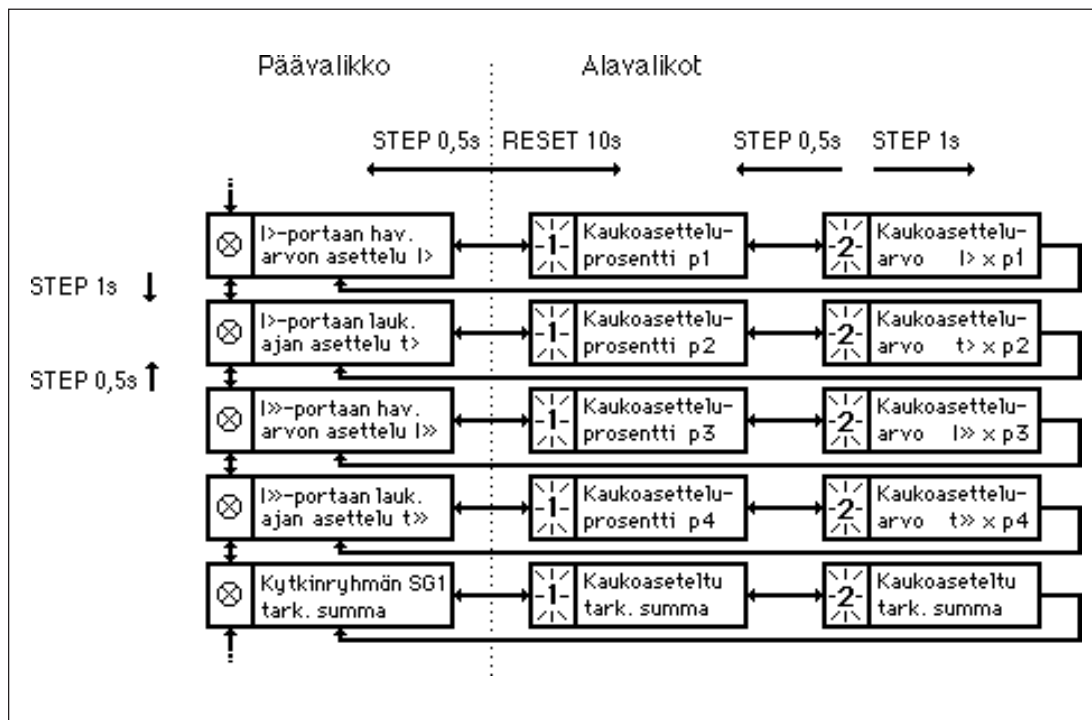 Päävalikko
Alavalikot
STEP 0,5s
RESET 10s
STEP 0,5s
STEP 1s
I>-portaan hav.
arvon asettelu I>
1
Kaukoasettelu-
prosentti p1
2
Kaukoasettelu-
arvo I> x p1
STEP 1s
I>-portaan lauk.
ajan asettelu t>
1
Kaukoasettelu-
prosentti p2
2
Kaukoasettelu-
arvo t> x p2
STEP 0,5s
I»-portaan hav.
arvon asettelu I»
1
Kaukoasettelu-
prosentti p3
2
Kaukoasettelu-
arvo I» x p3
I»-portaan lauk.
ajan asettelu t»
1
Kaukoasettelu-
prosentti p4
2
Kaukoasettelu-
arvo t» x p4
Kytkinryhmän SG1
tark. summa
1
Kaukoaseteltu
tark. summa
2
Kaukoaseteltu
tark. summa